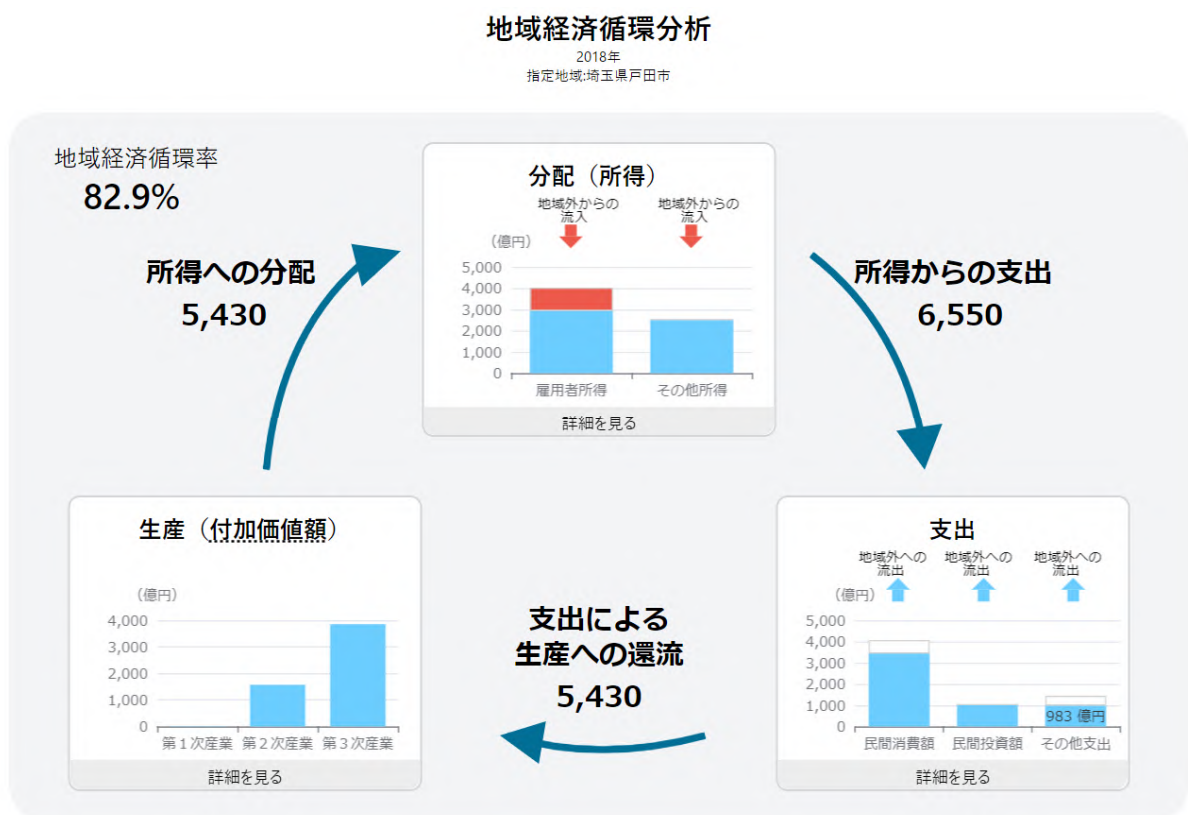 地域経済循環分析
2018年
指定地域:埼玉県戸田市
地域経済循環率
82.9%
分配（所得）
地域外からの
流入
地域外からの
流入
（億円）
5,000
4,000
3,000
2,000
1,000
0
雇用者所得
その他所得
詳細を見る
所得への分配
5,430
所得からの支出
6,550
生産（付加価値額）
（億円）
4,000
3,000
2,000
1,000
0
第１次産業
第２次産業
第３次産業
詳細を見る
支出による
生産への還流
5,430
支出
地域外への
流出
地域外への
流出
地域外への
流出
（億円）
5,000
4,000
3,000
2,000
1,000
0
983 億円
民間消費額
民間投資額
その他支出
詳細を見る